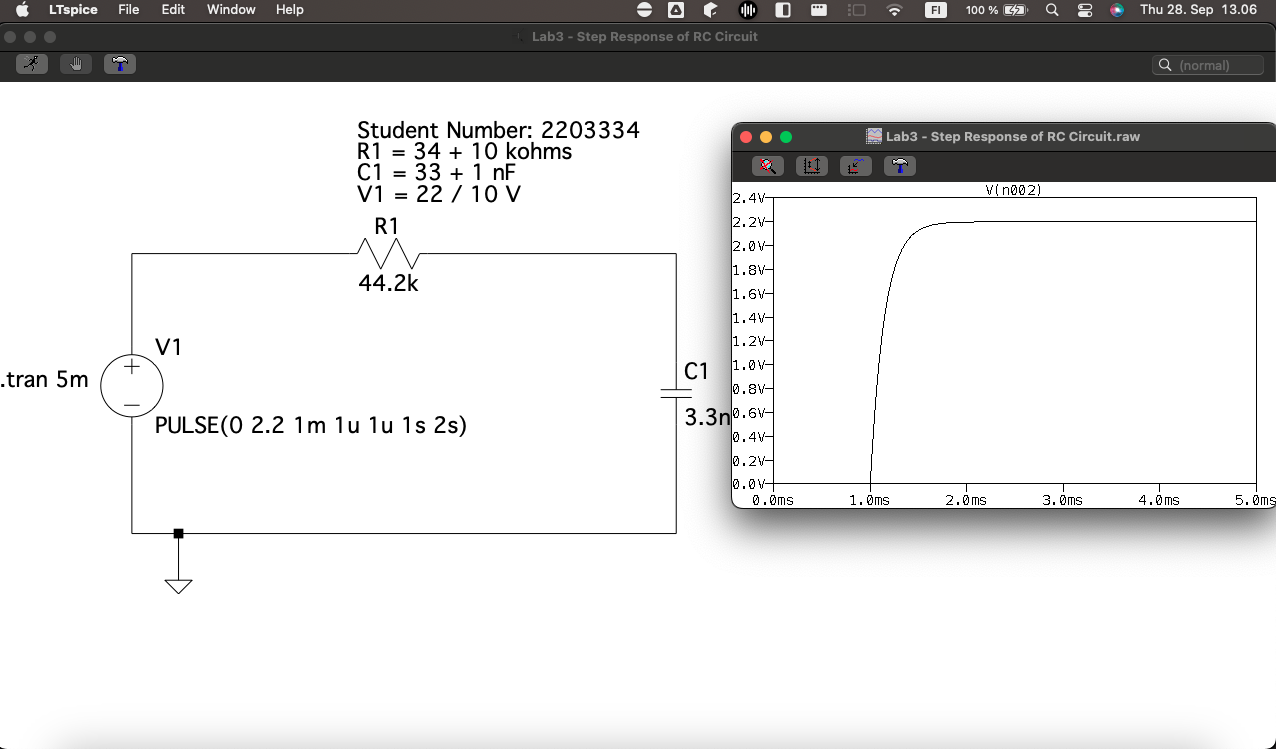 LTspice File Edit Window Help FI 100 % Thu 28. Sep 13.06
Lab3 - Step Response of RC Circuit
(normal)
Student Number: 2203334
R1 = 34 + 10 kohms
C1 = 33 + 1 nF
V1 = 22 / 10 V
R1
44.2k
V1
.tran 5m
PULSE(0 2.2 1m 1u 1u 1s 2s)
C1
3.3n
Lab3 - Step Response of RC Circuit.raw
V(n002)
2.4V
2.2V
2.0V
1.8V
1.6V
1.4V
1.2V
1.0V
0.8V
0.6V
0.4V
0.2V
0.0V
0.0ms 1.0ms 2.0ms 3.0ms 4.0ms 5.0ms